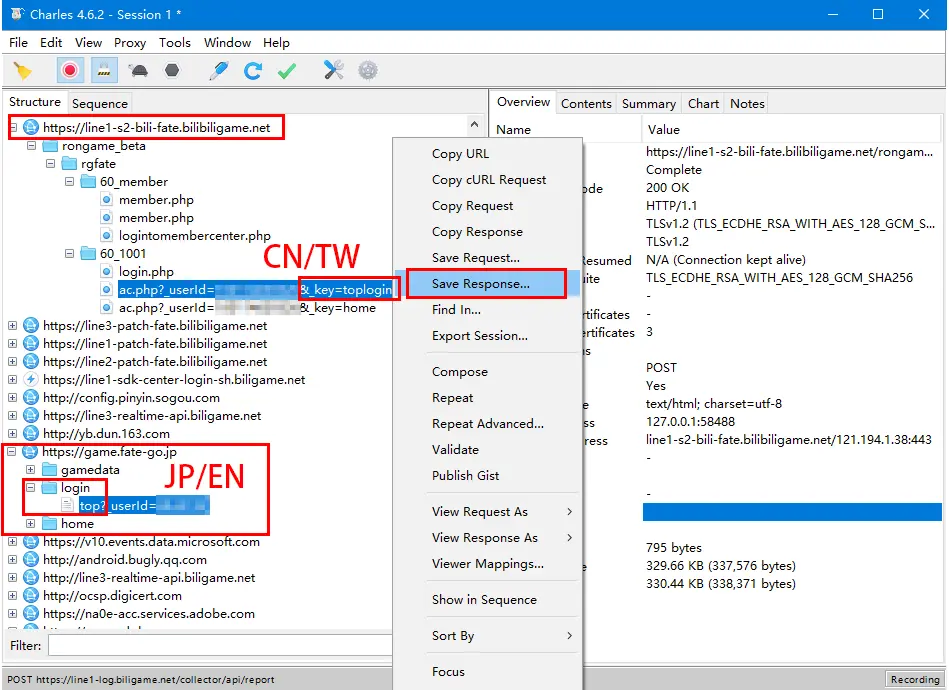 Charles 4.6.2 - Session 1 *
File Edit View Proxy Tools Window Help
Structure Sequence
https://line1-s2-bili-fate.bilibiligame.net
rongame_beta
rgfate
60_member
member.php
member.php
logintomembercenter.php
60_1001
CN/TW
login.php
ac.php?_userId= &_key=toplogin
ac.php?_userId= &_key=home
https://line3-patch-fate.bilibiligame.net
https://line1-patch-fate.bilibiligame.net
https://line2-patch-fate.bilibiligame.net
https://line1-sdk-center-login-sh.biligame.net
http://config.pinyin.sogou.com
https://line3-realtime-api.biligame.net
http://yb.dun.163.com
https://game.fate-go.jp
gamedata
JP/EN
login
top?_userId=
home
https://v10.events.data.microsoft.com
http://android.bugly.qq.com
http://line3-realtime-api.biligame.net
http://ocsp.digicert.com
https://na0e-acc.services.adobe.com
Filter:
Copy URL
Copy cURL Request
Copy Request
Copy Response
Save Request...
Save Response...
Find In...
Export Session...
Compose
Repeat
Repeat Advanced...
Validate
Publish Gist
View Request As
View Response As
Viewer Mappings...
Show in Sequence
Sort By
Focus
Overview Contents Summary Chart Notes
Name Value
https://line1-s2-bili-fate.bilibiligame.net/rongam...
Complete
ode 200 OK
HTTP/1.1
TLSv1.2 (TLS_ECDHE_RSA_WITH_AES_128_GCM_S...
TLSv1.2
esumed N/A (Connection kept alive)
uite TLS_ECDHE_RSA_WITH_AES_128_GCM_SHA256
-
rtificates -
ertificates 3
s
POST
Yes
e text/html; charset=utf-8
ss 127.0.0.1:58488
ress line1-s2-bili-fate.bilibiligame.net/121.194.1.38:443
-
-
795 bytes
e 329.66 KB (337,576 bytes)
330.44 KB (338,371 bytes)
POST https://line1-log.biligame.net/collector/api/report
Recording